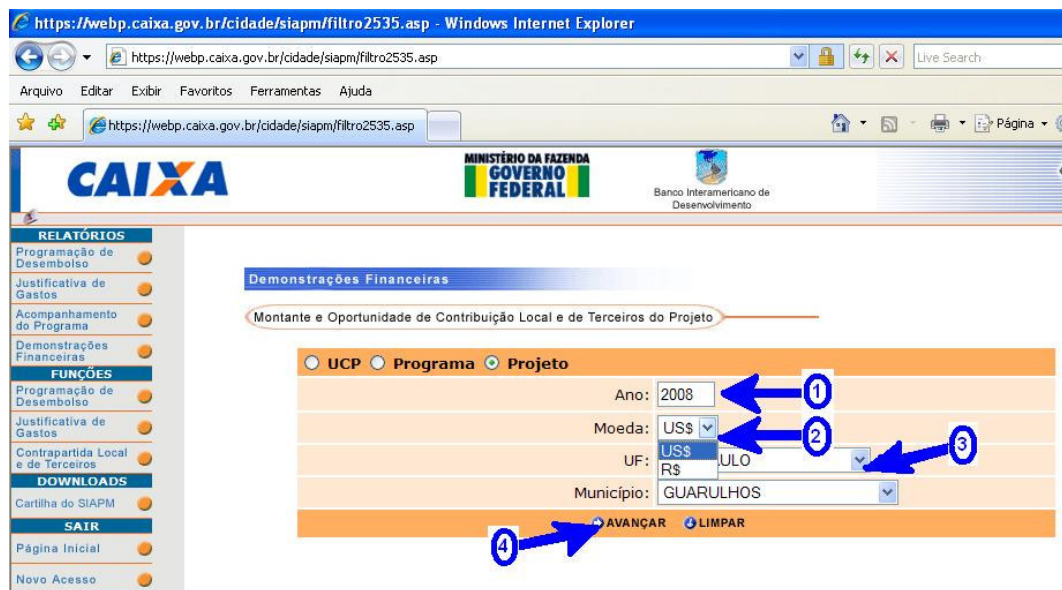 https://webp.caixa.gov.br/cidade/siapm/filtro2535.asp - Windows Internet Explorer
https://webp.caixa.gov.br/cidade/siapm/filtro2535.asp
Live Search
Arquivo Editar Exibir Favoritos Ferramentas Ajuda
https://webp.caixa.gov.br/cidade/siapm/filtro2535.asp
Página
CAIXA
MINISTÉRIO DA FAZENDA
GOVERNO
FEDERAL
Banco Interamericano de
Desenvolvimento
RELATÓRIOS
Programação de
Desembolso
Justificativa de
Gastos
Acompanhamento
do Programa
Demonstrações
Financeiras
FUNÇÕES
Programação de
Desembolso
Justificativa de
Gastos
Contrapartida Local
e de Terceiros
DOWNLOADS
Cartilha do SIAPM
SAIR
Página Inicial
Novo Acesso
Demonstrações Financeiras
Montante e Oportunidade de Contribuição Local e de Terceiros do Projeto
UCP Programa Projeto
Ano: 2008
1
Moeda: US$
2
US$
R$
UF: ULO
3
Município: GUARULHOS
AVANÇAR LIMPAR
4